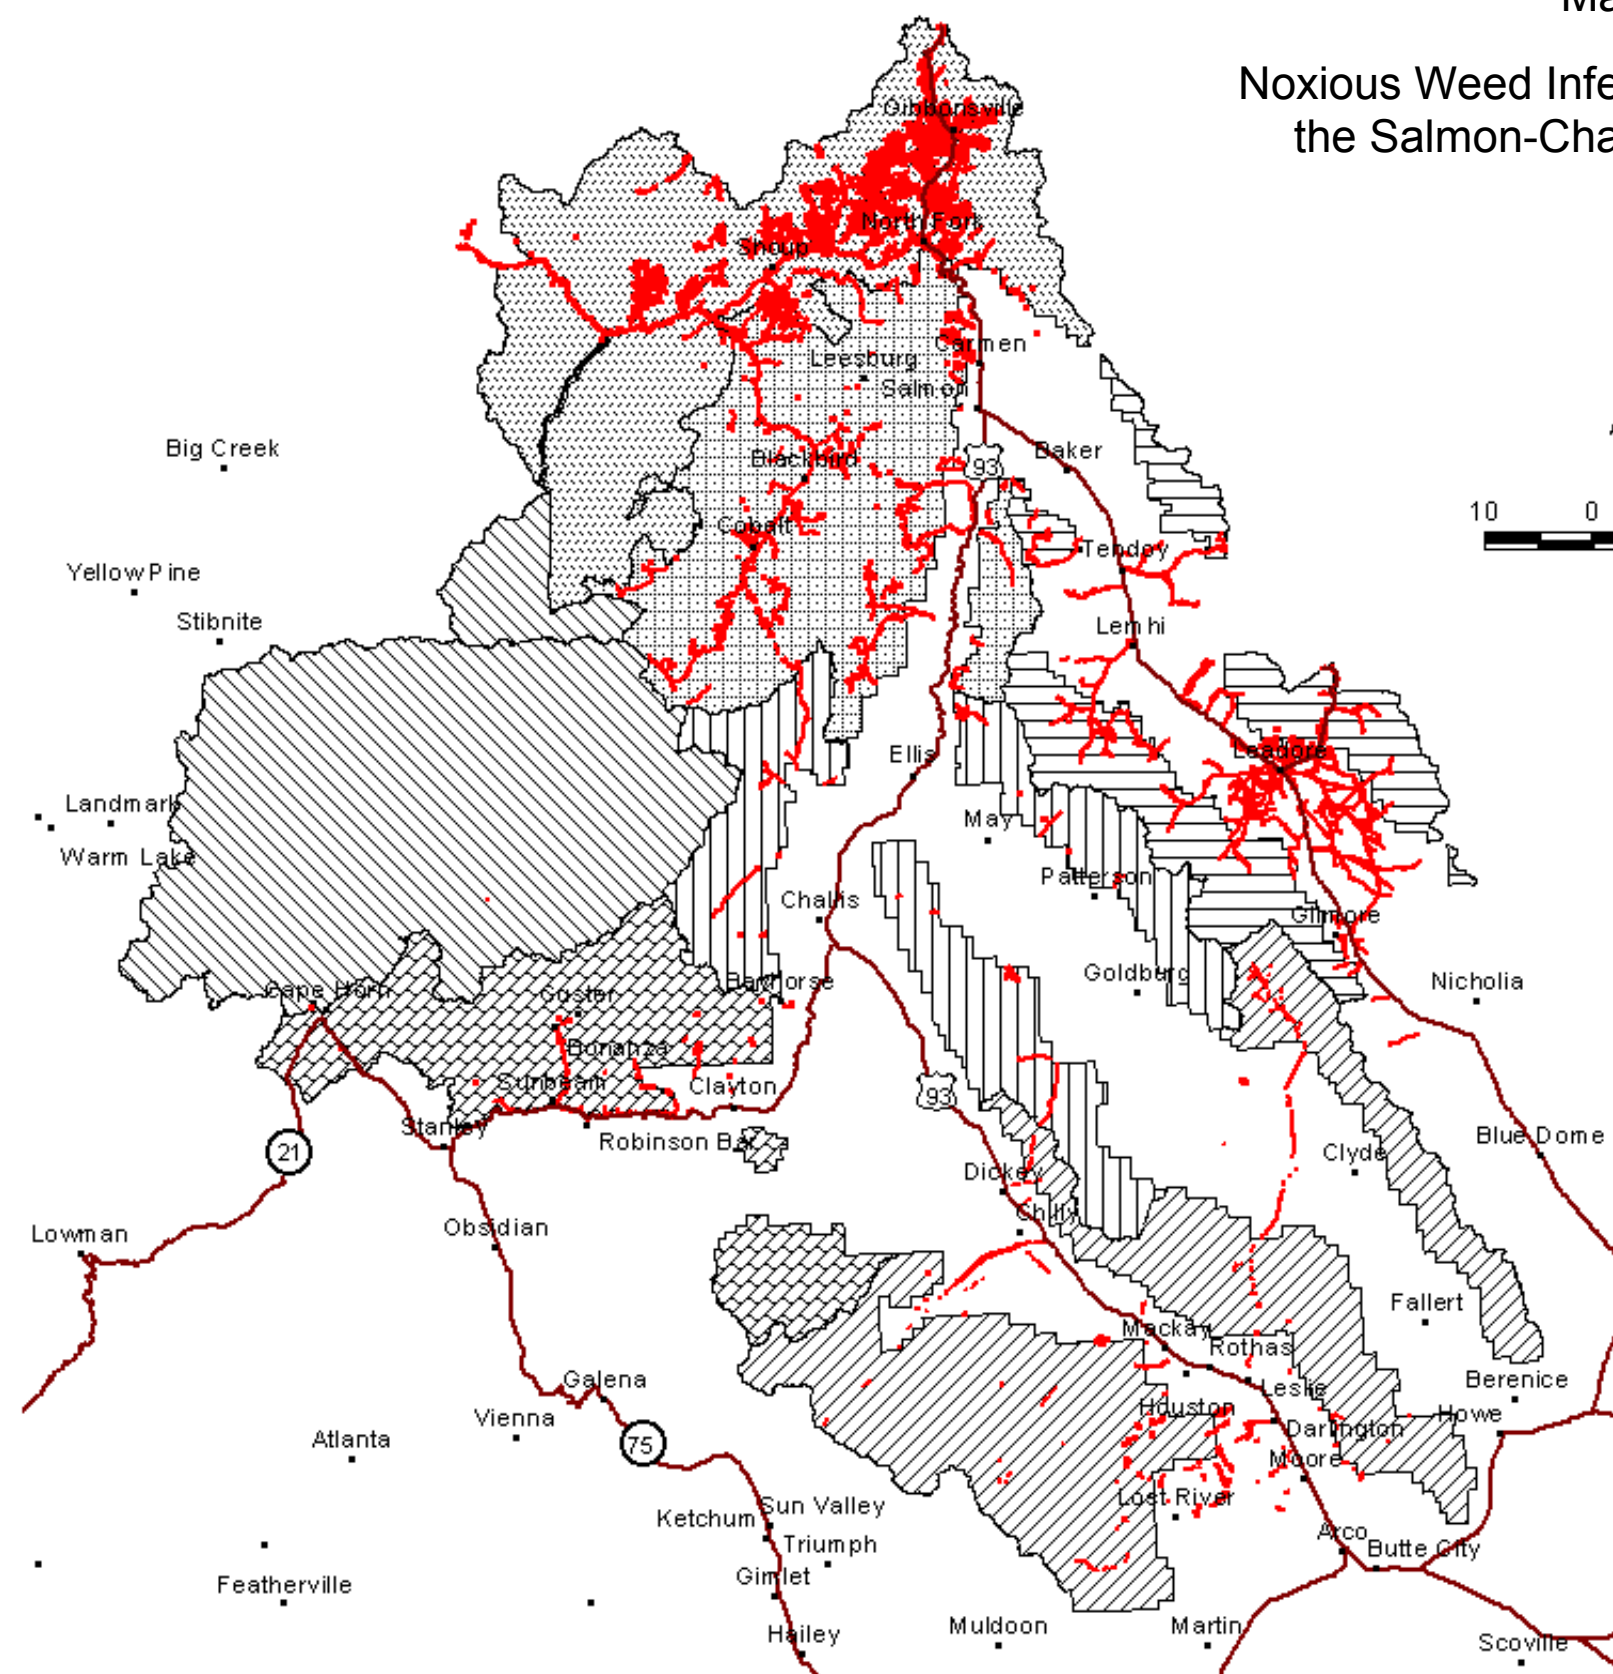 Ma
Noxious Weed Infe
the Salmon-Cha
Gibbonsville
North Fork
Shoup
Carmen
Leesburg
Salmon
Big Creek
Baker
93
Blackbird
10 0
Cobalt
Tendoy
Yellow Pine
Stibnite
Lemhi
Ellis
Leadore
Landmark
May
Warm Lake
Patterson
Challis
Gilmore
Goldburg
Nicholia
Bayhorse
Cape Horn
Custer
Bonanza
Sunbeam
Clayton
93
Stanley
Robinson Bar
Blue Dome
21
Clyde
Dickey
Chilly
Lowman
Obsidian
Fallert
Mackay
Rothas
Galena
Leslie
Berenice
Vienna
Houston
Howe
Atlanta
75
Darlington
Moore
Lost River
Sun Valley
Ketchum
Arco
Triumph
Butte City
Gimlet
Featherville
Muldoon
Martin
Hailey
Scoville